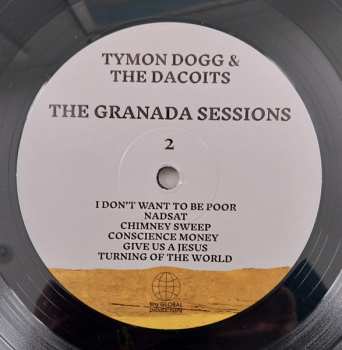 TYMON DOGG &
THE DACOITS
THE GRANADA SESSIONS
2
I DON'T WANT TO BE POOR
NADSAT
CHIMNEY SWEEP
CONSCIENCE MONEY
GIVE US A JESUS
TURNING OF THE WORLD
GLOBAL